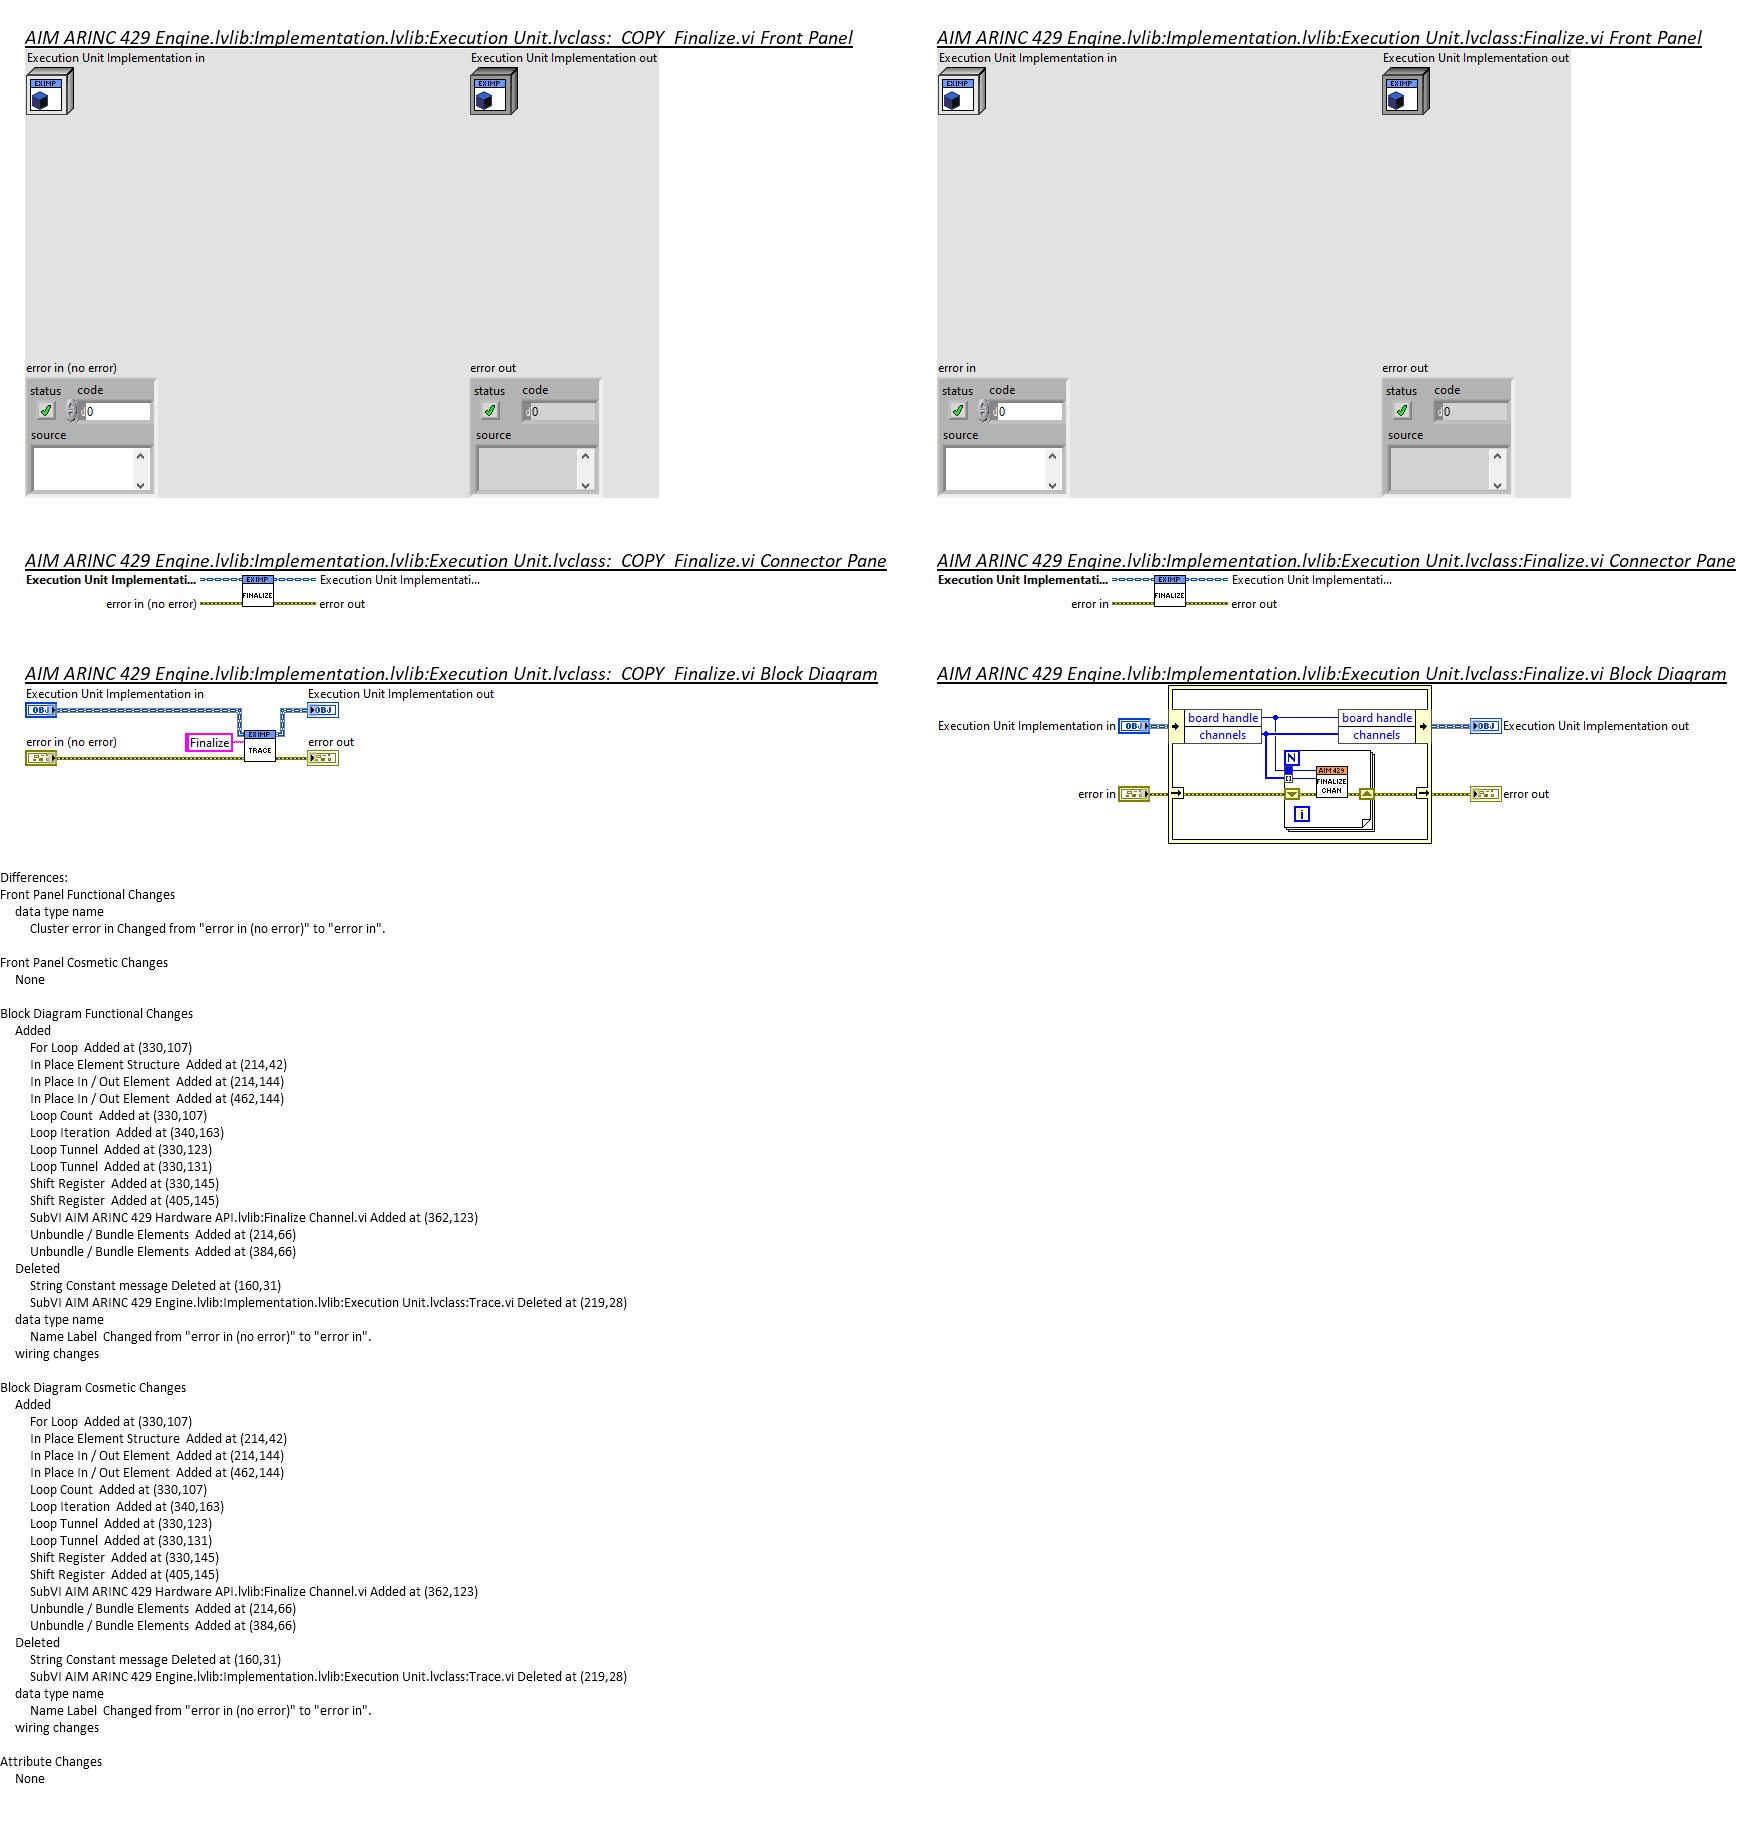 AIM ARINC 429 Engine.lvlib:Implementation.lvlib:Execution Unit.lvclass:  COPY  Finalize.vi Front Panel
Execution Unit Implementation in
Execution Unit Implementation out
EXIMP
EXIMP
error in (no error)
error out
status code
0
source
status code
0
source
AIM ARINC 429 Engine.lvlib:Implementation.lvlib:Execution Unit.lvclass:Finalize.vi Front Panel
Execution Unit Implementation in
Execution Unit Implementation out
EXIMP
EXIMP
error in
error out
status code
d0
source
status code
d0
source
AIM ARINC 429 Engine.lvlib:Implementation.lvlib:Execution Unit.lvclass:  COPY  Finalize.vi Connector Pane
Execution Unit Implementati...
EXIMP
FINALIZE
Execution Unit Implementati...
error in (no error)
error out
AIM ARINC 429 Engine.lvlib:Implementation.lvlib:Execution Unit.lvclass:Finalize.vi Connector Pane
Execution Unit Implementati...
EXIMP
FINALIZE
Execution Unit Implementati...
error in
error out
AIM ARINC 429 Engine.lvlib:Implementation.lvlib:Execution Unit.lvclass:  COPY  Finalize.vi Block Diagram
Execution Unit Implementation in
Execution Unit Implementation out
OBJ
OBJ
error in (no error)
Finalize
EXIMP
TRACE
error out
AIM ARINC 429 Engine.lvlib:Implementation.lvlib:Execution Unit.lvclass:Finalize.vi Block Diagram
board handle
board handle
Execution Unit Implementation in
OBJ
OBJ
Execution Unit Implementation out
channels
channels
N
AIM 429
FINALIZE
CHAN
error in
error out
i
Differences:
Front Panel Functional Changes
data type name
Cluster error in Changed from "error in (no error)" to "error in".
Front Panel Cosmetic Changes
None
Block Diagram Functional Changes
Added
For Loop  Added at (330,107)
In Place Element Structure  Added at (214,42)
In Place In / Out Element  Added at (214,144)
In Place In / Out Element  Added at (462,144)
Loop Count  Added at (330,107)
Loop Iteration  Added at (340,163)
Loop Tunnel  Added at (330,123)
Loop Tunnel  Added at (330,131)
Shift Register  Added at (330,145)
Shift Register  Added at (405,145)
SubVI AIM ARINC 429 Hardware API.lvlib:Finalize Channel.vi Added at (362,123)
Unbundle / Bundle Elements  Added at (214,66)
Unbundle / Bundle Elements  Added at (384,66)
Deleted
String Constant message Deleted at (160,31)
SubVI AIM ARINC 429 Engine.lvlib:Implementation.lvlib:Execution Unit.lvclass:Trace.vi Deleted at (219,28)
data type name
Name Label  Changed from "error in (no error)" to "error in".
wiring changes
Block Diagram Cosmetic Changes
Added
For Loop  Added at (330,107)
In Place Element Structure  Added at (214,42)
In Place In / Out Element  Added at (214,144)
In Place In / Out Element  Added at (462,144)
Loop Count  Added at (330,107)
Loop Iteration  Added at (340,163)
Loop Tunnel  Added at (330,123)
Loop Tunnel  Added at (330,131)
Shift Register  Added at (330,145)
Shift Register  Added at (405,145)
SubVI AIM ARINC 429 Hardware API.lvlib:Finalize Channel.vi Added at (362,123)
Unbundle / Bundle Elements  Added at (214,66)
Unbundle / Bundle Elements  Added at (384,66)
Deleted
String Constant message Deleted at (160,31)
SubVI AIM ARINC 429 Engine.lvlib:Implementation.lvlib:Execution Unit.lvclass:Trace.vi Deleted at (219,28)
data type name
Name Label  Changed from "error in (no error)" to "error in".
wiring changes
Attribute Changes
None